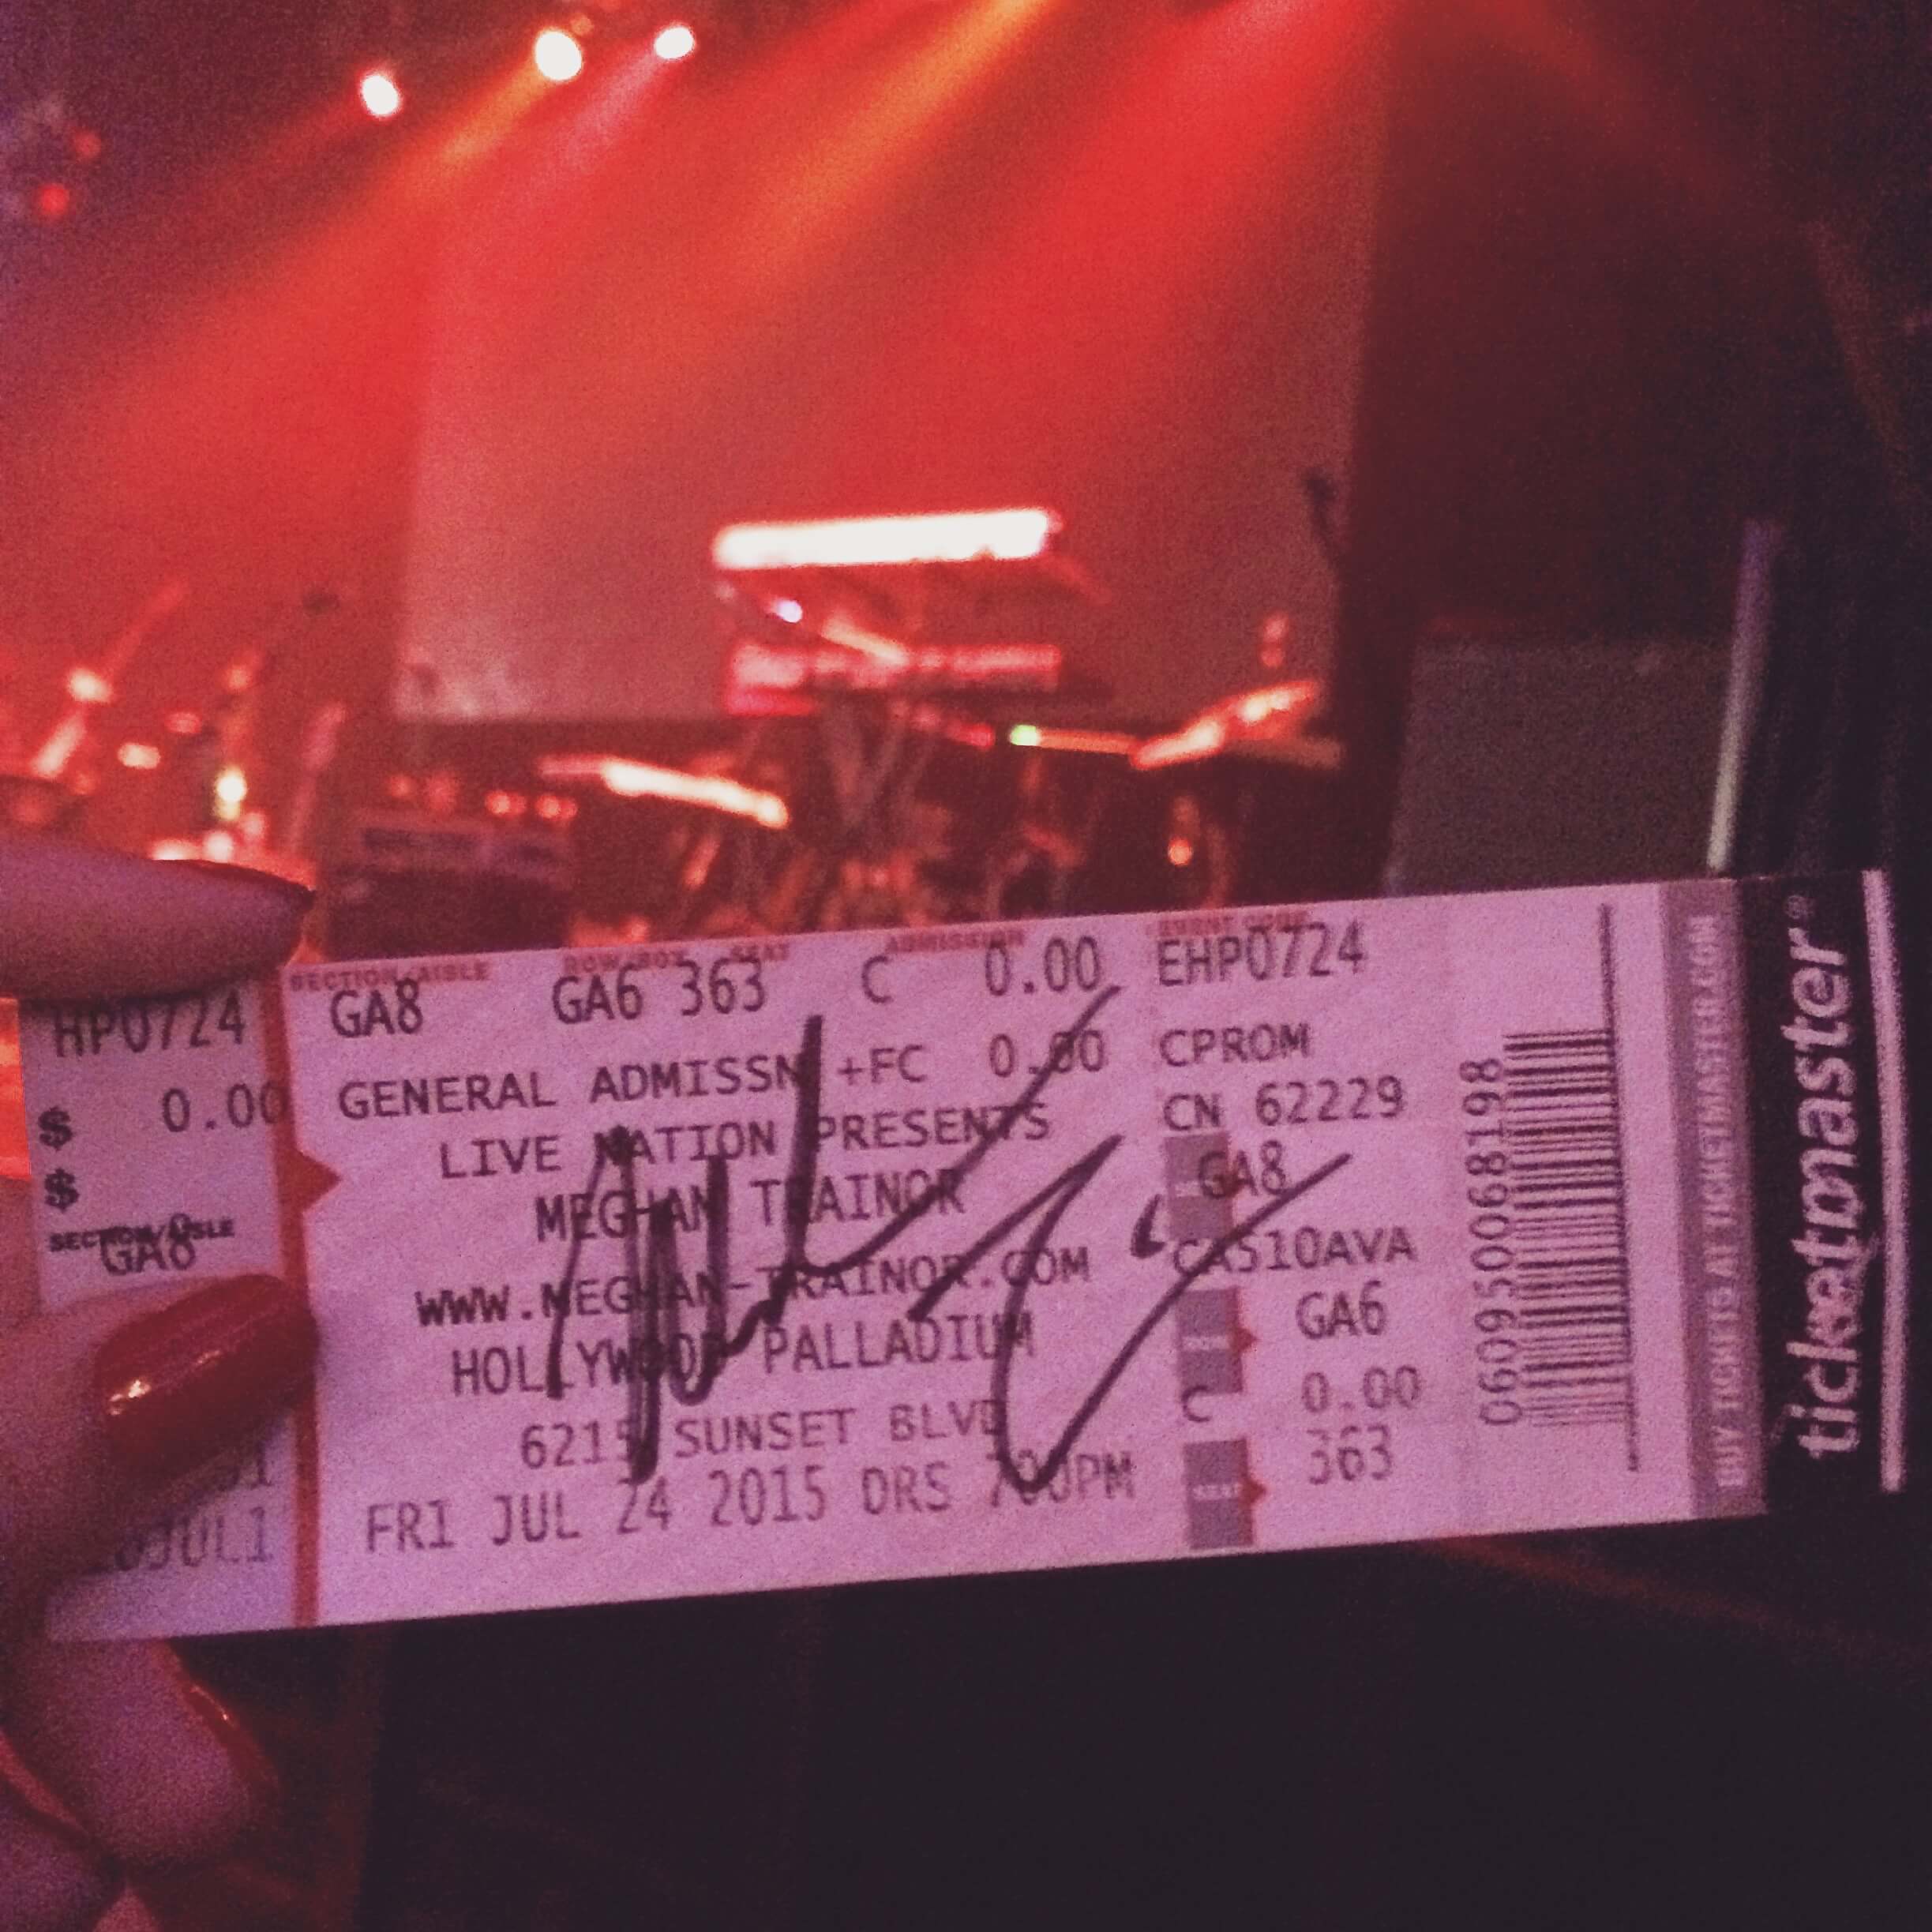 HP0724
$ 0.00
$
SECTION/AISLE
GA8
SECTION/AISLE ROW/BOX SEAT ADMISSION EVENT CODE
GA8 GA6 363 C 0.00 EHP0724
GENERAL ADMISSN +FC 0.00 CPROM
LIVE NATION PRESENTS CN 62229
MEGHAN TRAINOR GA8
WWW.MEGHAN-TRAINOR.COM CA510AVA
HOLLYWOOD PALLADIUM GA6
6215 SUNSET BLVD C 0.00
FRI JUL 24 2015 DRS 700PM 363
060950068198
BUY TICKETS AT TICKETMASTER.COM
ticketmaster®